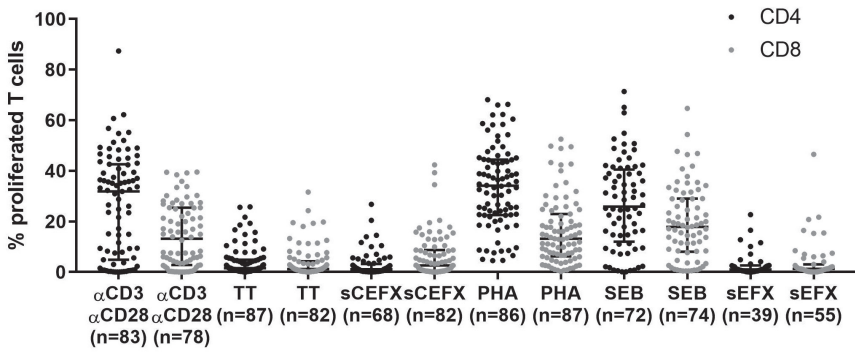 100
80
60
40
20
0
% proliferated T cells
CD4
CD8
αCD3 αCD3 TT TT sCEFX sCEFX PHA PHA SEB SEB sEFX sEFX
αCD28 αCD28 (n=87) (n=82) (n=68) (n=82) (n=86) (n=87) (n=72) (n=74) (n=39) (n=55)
(n=83) (n=78)